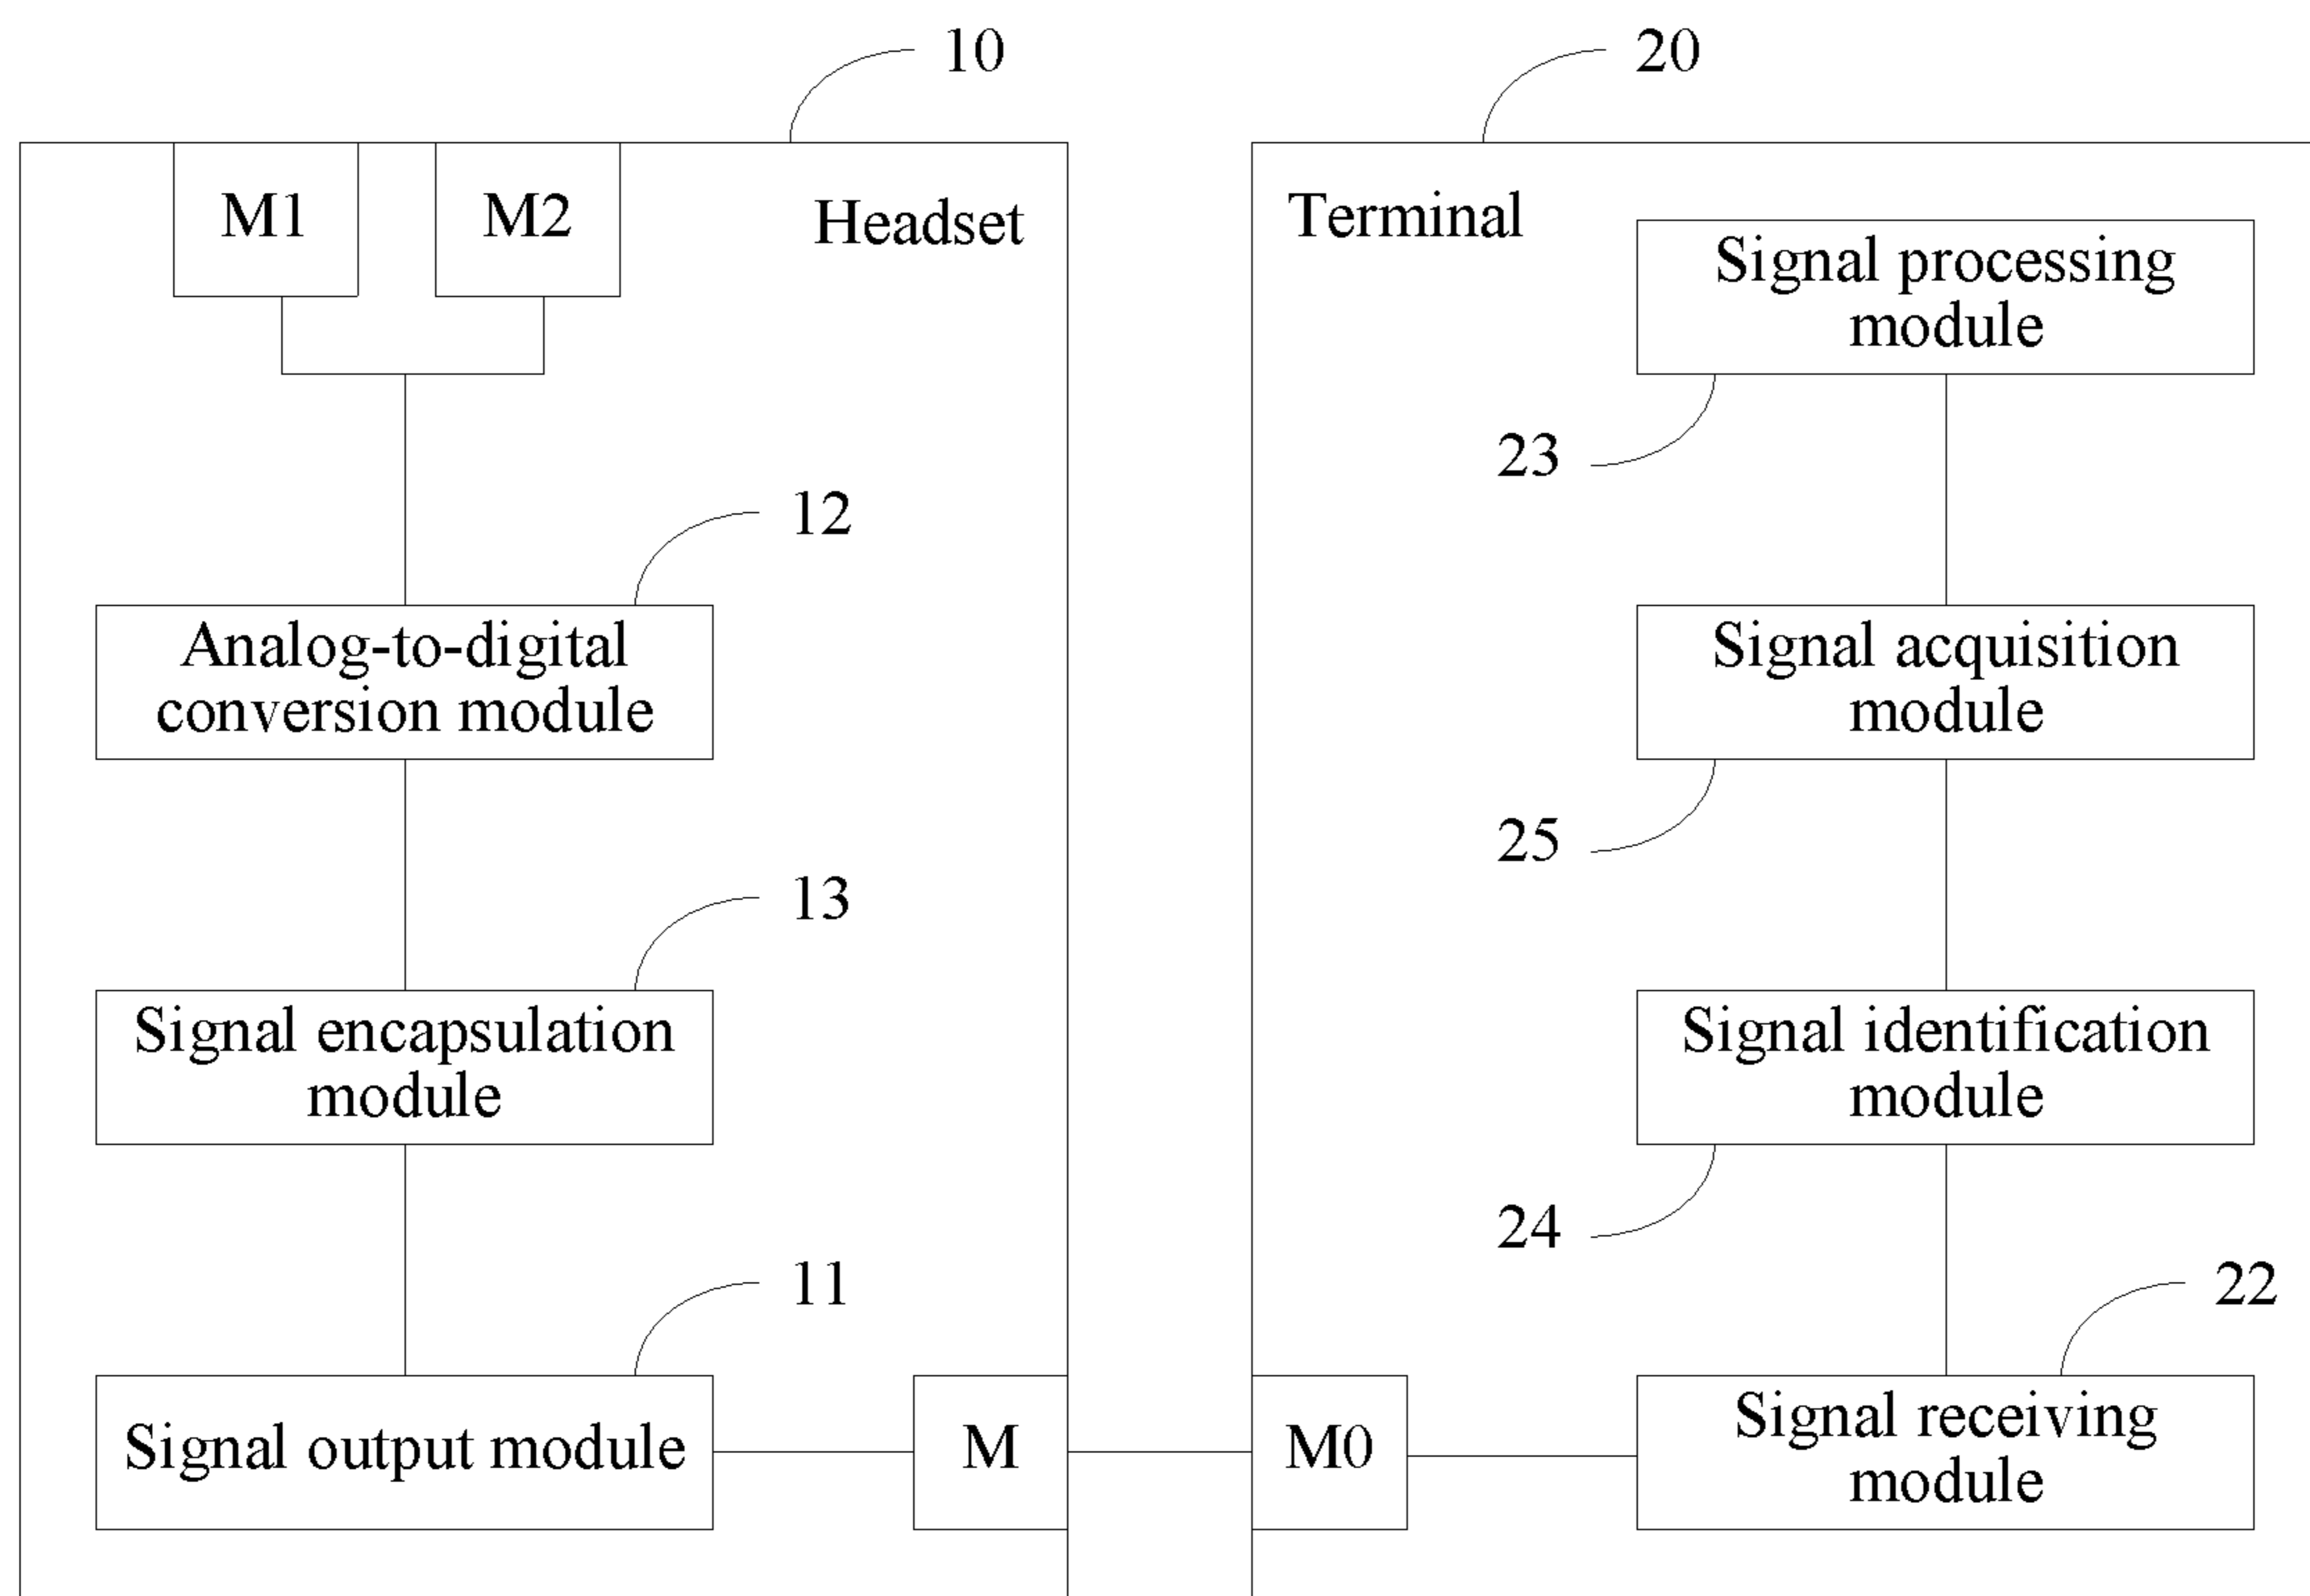 10
20
M1
M2
Headset
Terminal
Signal processing
module
23
12
Analog-to-digital
conversion module
Signal acquisition
module
25
13
Signal encapsulation
module
Signal identification
module
24
11
22
Signal output module
M
M0
Signal receiving
module